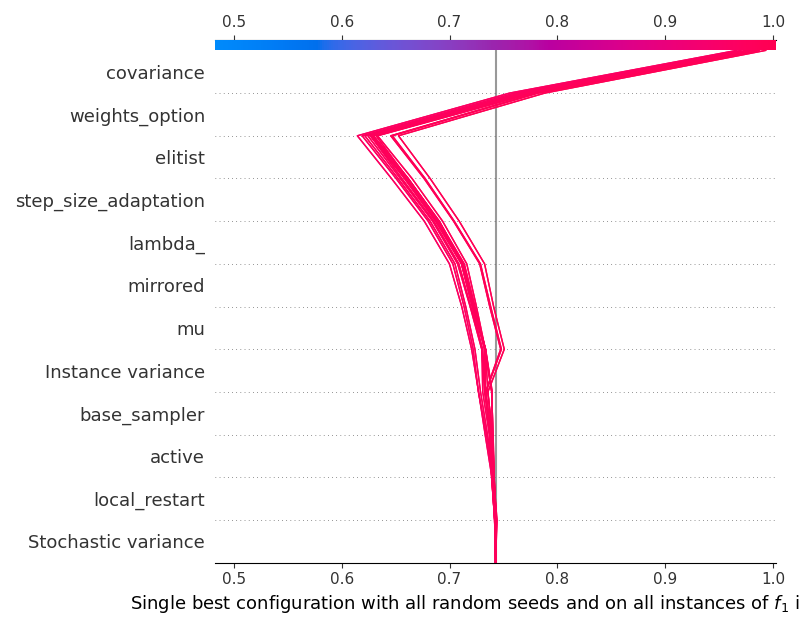 0.5 0.6 0.7 0.8 0.9 1.0
covariance
weights_option
elitist
step_size_adaptation
lambda_
mirrored
mu
Instance variance
base_sampler
active
local_restart
Stochastic variance
0.5 0.6 0.7 0.8 0.9 1.0
Single best configuration with all random seeds and on all instances of f₁ i